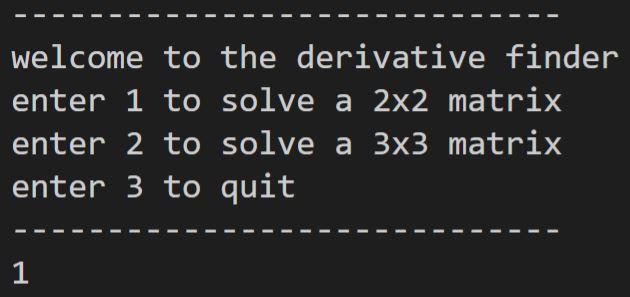 -----------------------------
welcome to the derivative finder
enter 1 to solve a 2x2 matrix
enter 2 to solve a 3x3 matrix
enter 3 to quit
-----------------------------
1